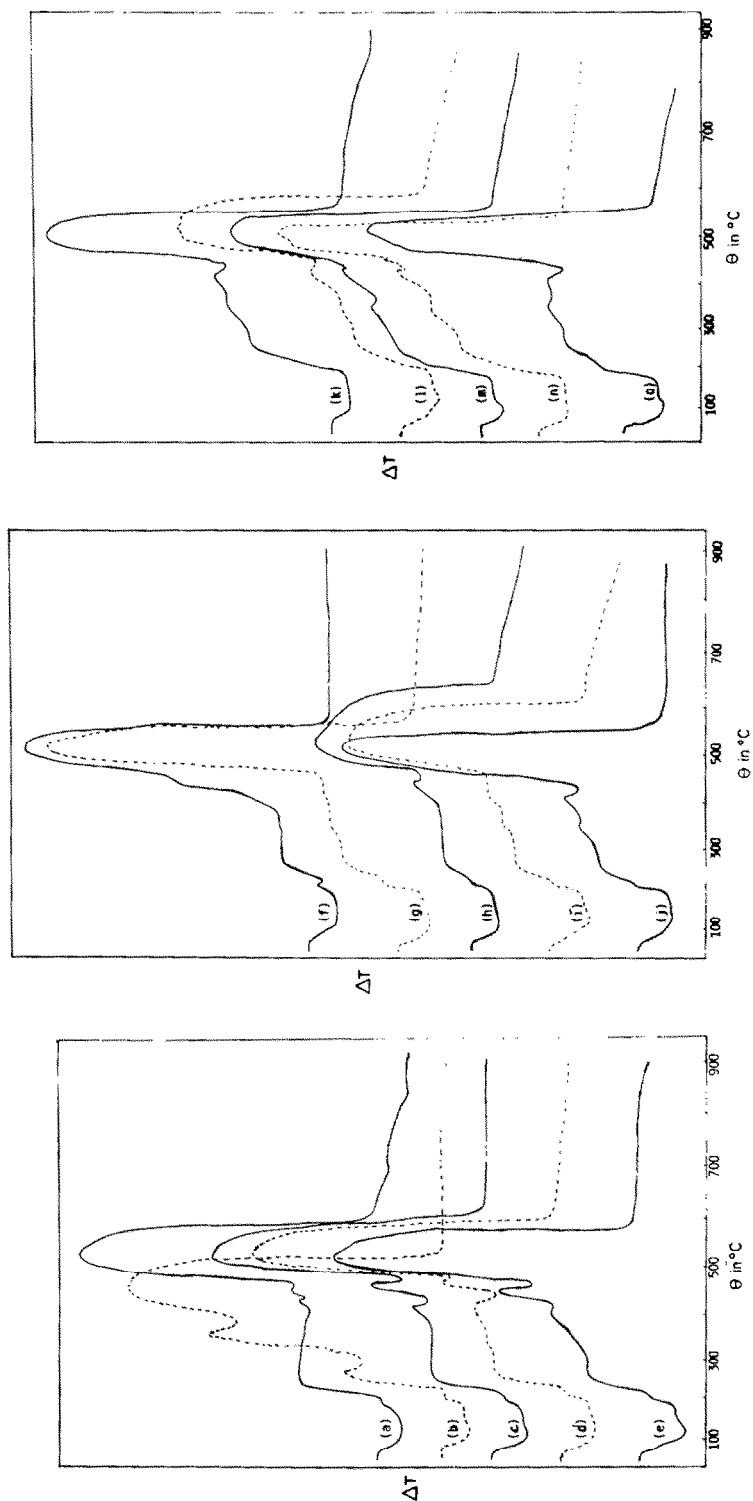 ΔT
(a)
(b)
(c)
(d)
(e)
100
300
500
700
900
θ in °C
ΔT
(f)
(g)
(h)
(i)
(j)
100
300
500
700
900
θ in °C
ΔT
(k)
(l)
(m)
(n)
(o)
100
300
500
700
900
θ in °C